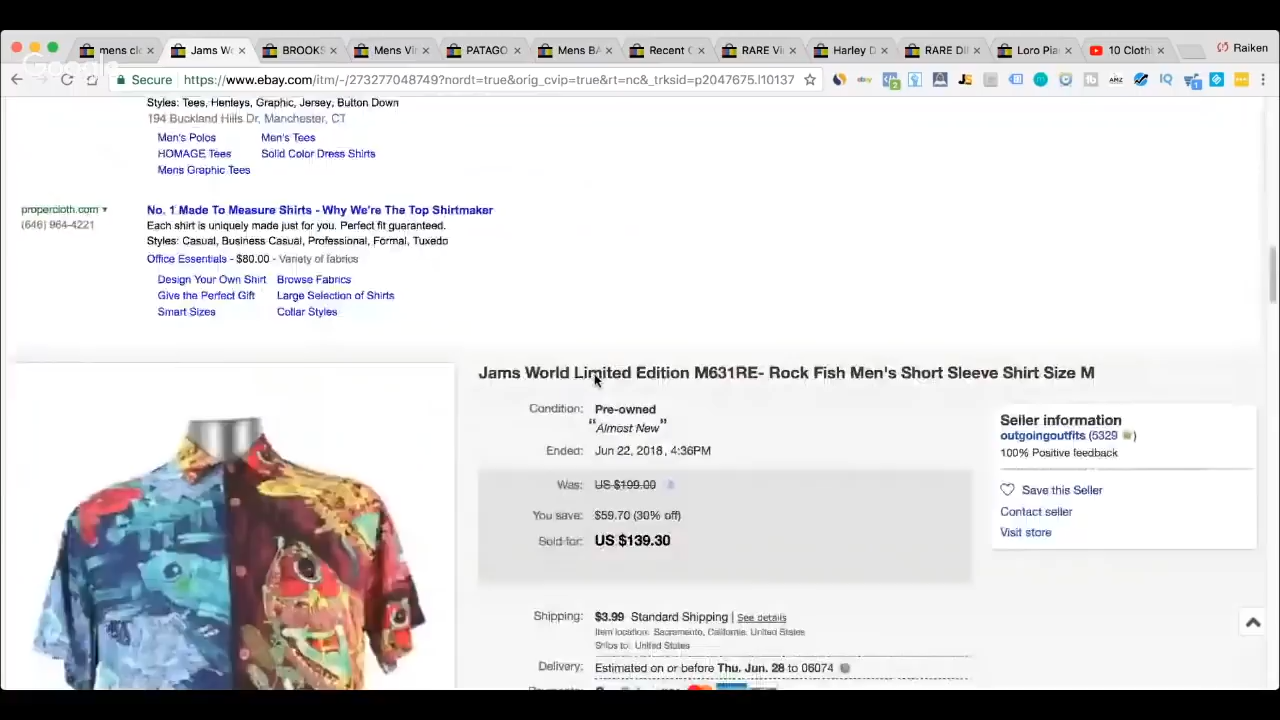 mens clo
Jams Wo
BROOKS
Mens Vin
PATAGO
Mens BA
Recent C
RARE Vi
Harley D
RARE DI
Loro Pia
10 Clothi
Raiken
Google
Secure
https://www.ebay.com/itm/-/273277048749?nordt=true&orig_cvip=true&rt=nc&_trksid=p2047675.l10137
Styles: Tees, Henleys, Graphic, Jersey, Button Down
194 Buckland Hills Dr, Manchester, CT
Men's Polos Men's Tees
HOMAGE Tees Solid Color Dress Shirts
Mens Graphic Tees
propercloth.com
(646) 964-4221
No. 1 Made To Measure Shirts - Why We're The Top Shirtmaker
Each shirt is uniquely made just for you. Perfect fit guaranteed.
Styles: Casual, Business Casual, Professional, Formal, Tuxedo
Office Essentials - $80.00 - Variety of fabrics
Design Your Own Shirt Browse Fabrics
Give the Perfect Gift Large Selection of Shirts
Smart Sizes Collar Styles
Jams World Limited Edition M631RE- Rock Fish Men's Short Sleeve Shirt Size M
Condition: Pre-owned
"Almost New"
Ended: Jun 22, 2018 , 4:36PM
Was: US $199.00
You save: $59.70 (30% off)
Sold for: US $139.30
Seller information
outgoingoutfits (5329)
100% Positive feedback
Save this Seller
Contact seller
Visit store
Shipping: $3.99 Standard Shipping | See details
Item location: Sacramento, California, United States
Ships to: United States
Delivery: Estimated on or before Thu. Jun. 28 to 06074